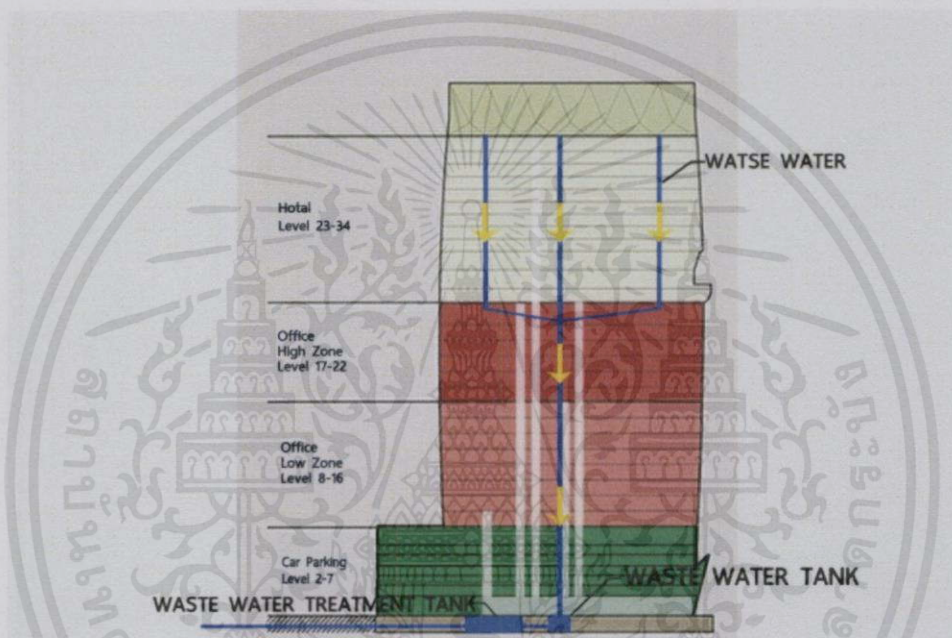 WATSE WATER
Hotal
Level 23-34
Office
High Zone
Level 17-22
Office
Low Zone
Level 8-16
Car Parking
Level 2-7
WASTE WATER TANK
WASTE WATER TREATMENT TANK